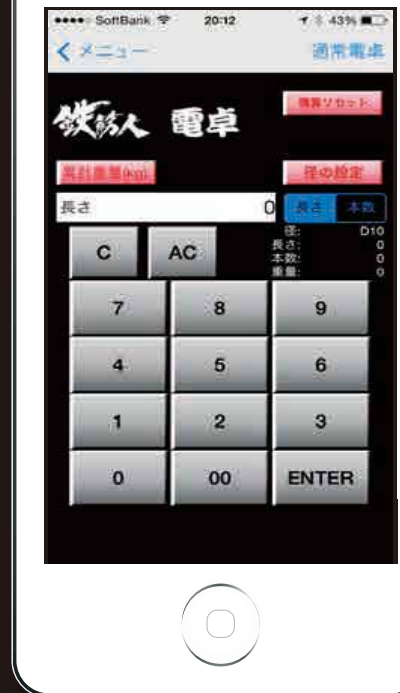 SoftBank 20:12 43%
メニュー 通常電卓
鉄筋人 電卓 積算リセット
累計重量(kg) 径の設定
長さ 0 長さ 本数
径: D10
長さ: 0
本数: 0
重量: 0
C AC
7 8 9
4 5 6
1 2 3
0 00 ENTER